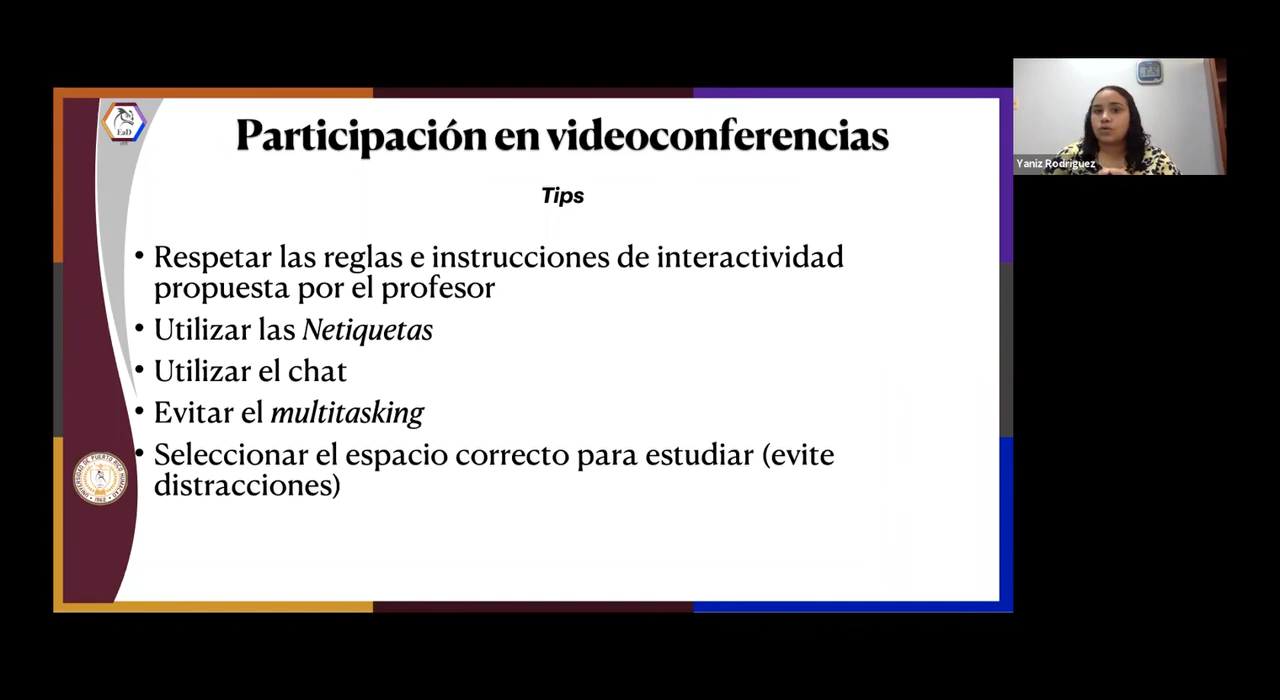 Participación en videoconferencias
Tips
• Respetar las reglas e instrucciones de interactividad
propuesta por el profesor
• Utilizar las Netiquetas
• Utilizar el chat
• Evitar el multitasking
• Seleccionar el espacio correcto para estudiar (evite
distracciones)
EaD
Yaniz Rodriguez